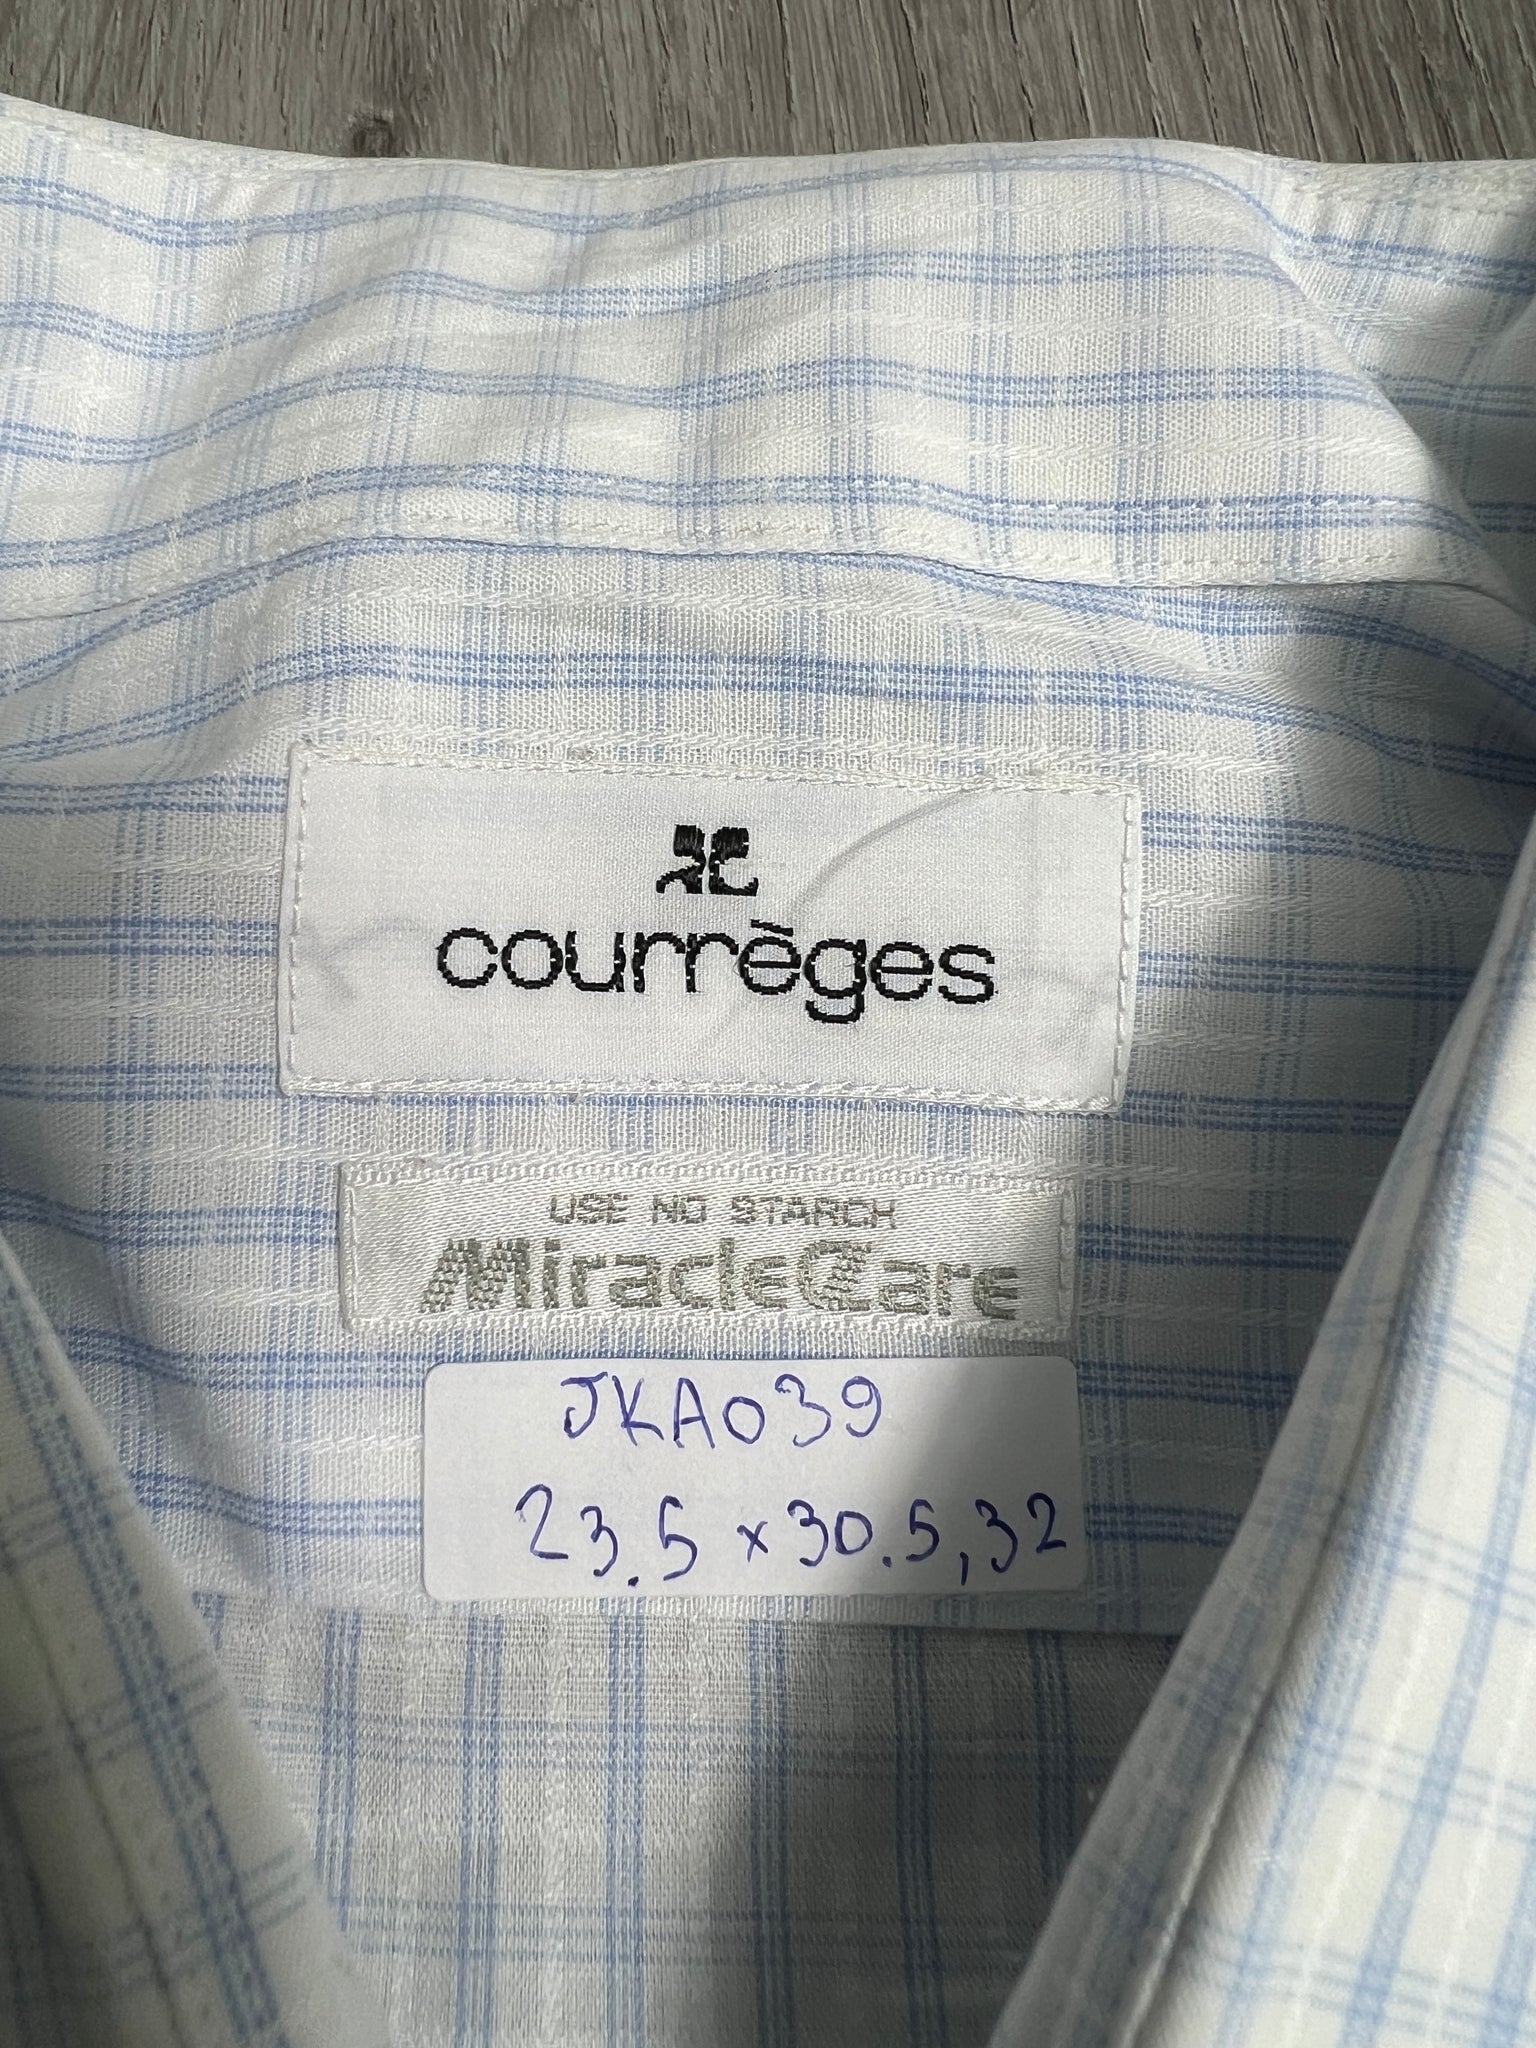 courrèges
USE NO STARCH
MiracleCare
JKA039
23.5 x 30.5, 32